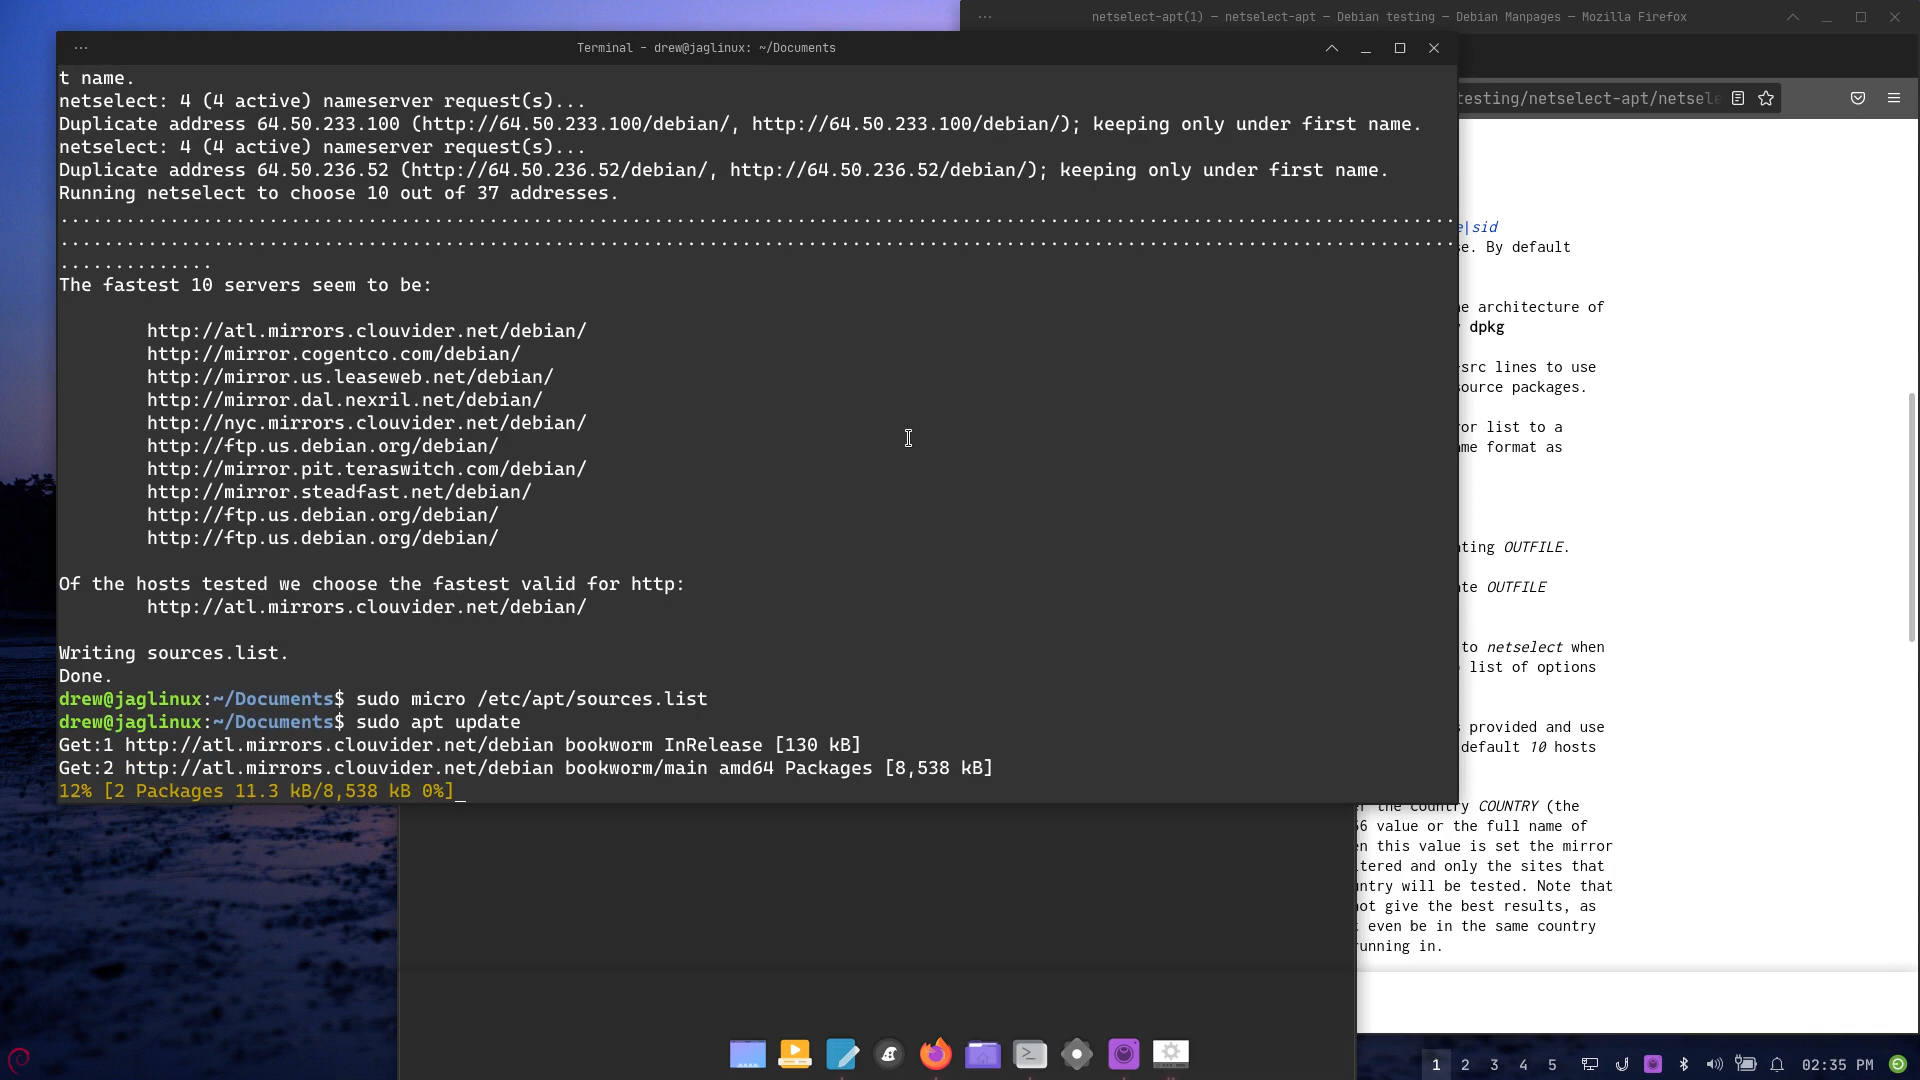 netselect-apt(1) — netselect-apt — Debian testing — Debian Manpages — Mozilla Firefox
Terminal - drew@jaglinux: ~/Documents
t name.
netselect: 4 (4 active) nameserver request(s)...
Duplicate address 64.50.233.100 (http://64.50.233.100/debian/, http://64.50.233.100/debian/); keeping only under first name.
netselect: 4 (4 active) nameserver request(s)...
Duplicate address 64.50.236.52 (http://64.50.236.52/debian/, http://64.50.236.52/debian/); keeping only under first name.
Running netselect to choose 10 out of 37 addresses.
...............................................................................................................................
...............................................................................................................................
..............
The fastest 10 servers seem to be:
http://atl.mirrors.clouvider.net/debian/
http://mirror.cogentco.com/debian/
http://mirror.us.leaseweb.net/debian/
http://mirror.dal.nexril.net/debian/
http://nyc.mirrors.clouvider.net/debian/
http://ftp.us.debian.org/debian/
http://mirror.pit.teraswitch.com/debian/
http://mirror.steadfast.net/debian/
http://ftp.us.debian.org/debian/
http://ftp.us.debian.org/debian/
Of the hosts tested we choose the fastest valid for http:
http://atl.mirrors.clouvider.net/debian/
Writing sources.list.
Done.
drew@jaglinux:~/Documents$ sudo micro /etc/apt/sources.list
drew@jaglinux:~/Documents$ sudo apt update
Get:1 http://atl.mirrors.clouvider.net/debian bookworm InRelease [130 kB]
Get:2 http://atl.mirrors.clouvider.net/debian bookworm/main amd64 Packages [8,538 kB]
12% [2 Packages 11.3 kB/8,538 kB 0%]_
testing/netselect-apt/netsele
e|sid
se. By default
he architecture of
dpkg
-src lines to use
source packages.
ror list to a
ame format as
ating OUTFILE.
ate OUTFILE
to netselect when
list of options
s provided and use
default 10 hosts
r the country COUNTRY (the
66 value or the full name of
en this value is set the mirror
ltered and only the sites that
untry will be tested. Note that
not give the best results, as
t even be in the same country
running in.
1 2 3 4 5
02:35 PM